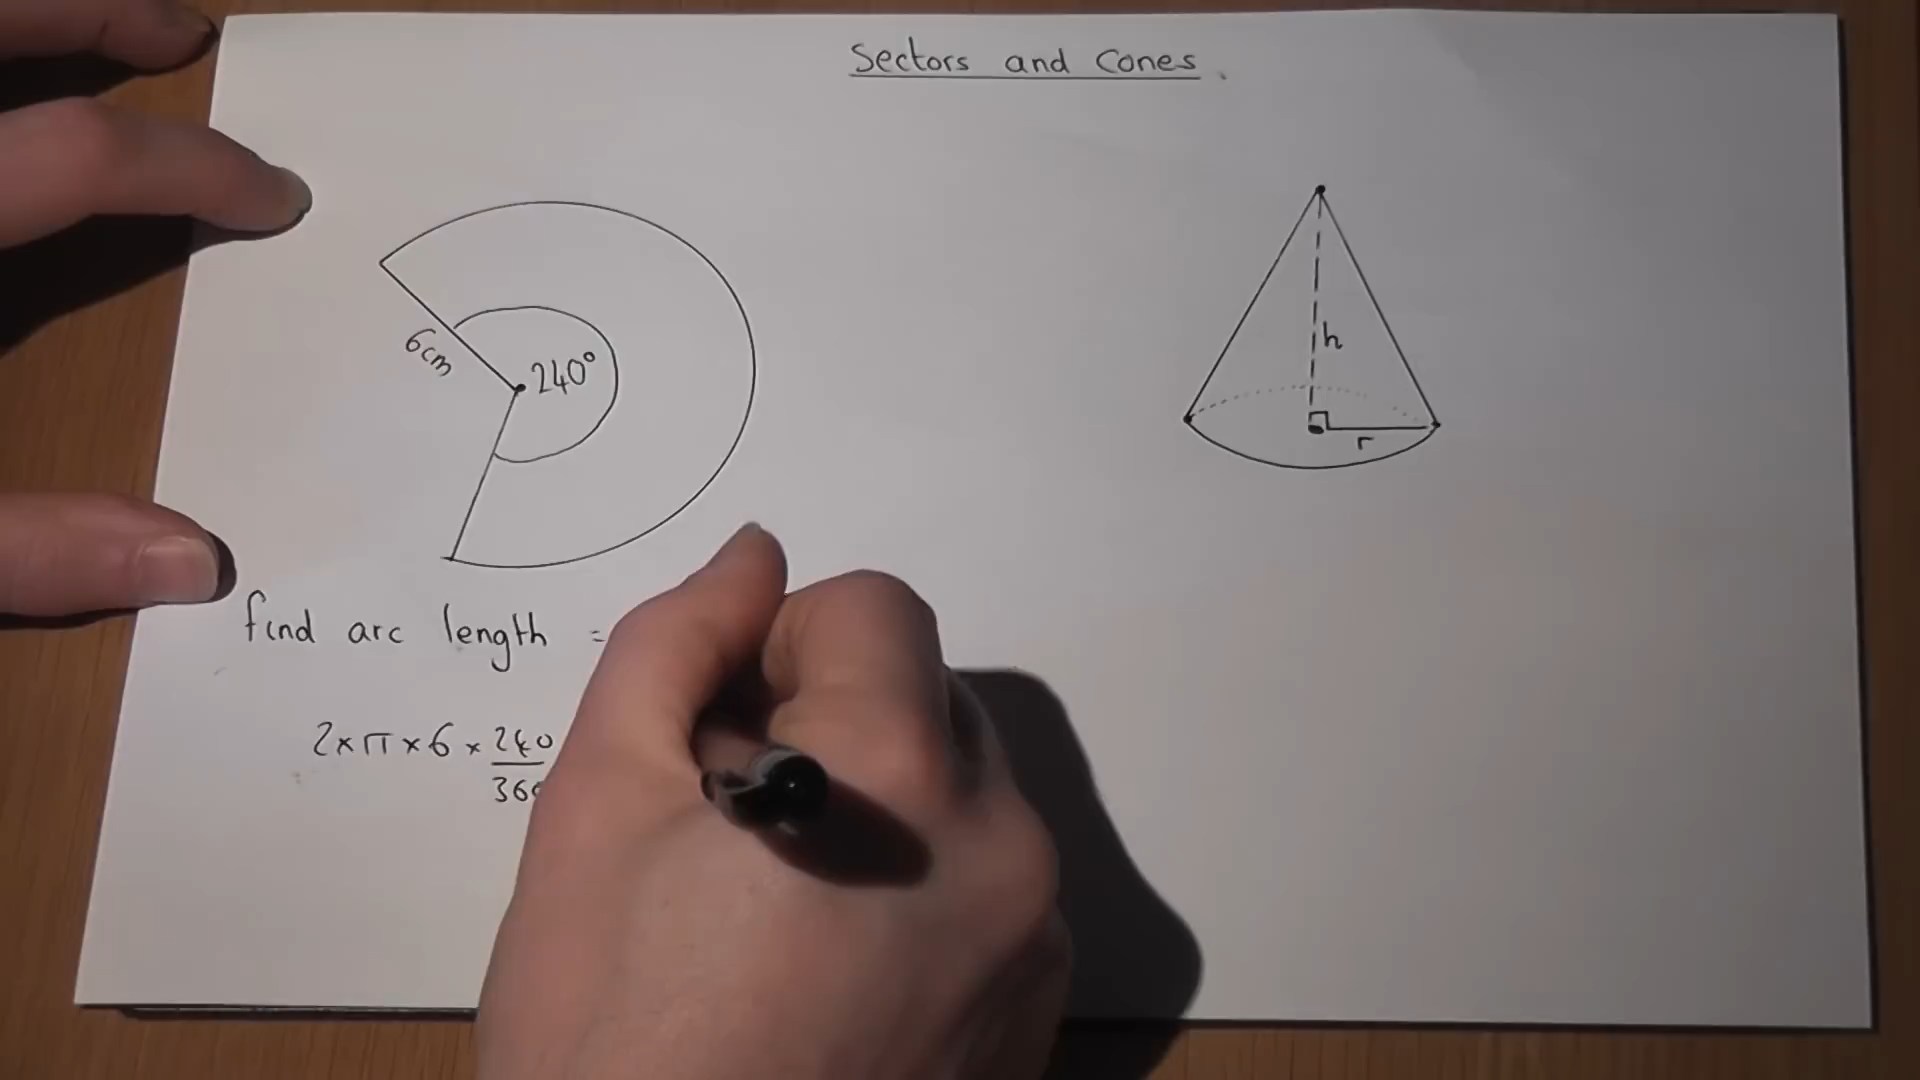 Sectors and Cones.
6cm
240°
h
r
find arc length =
2×π×6×240
36